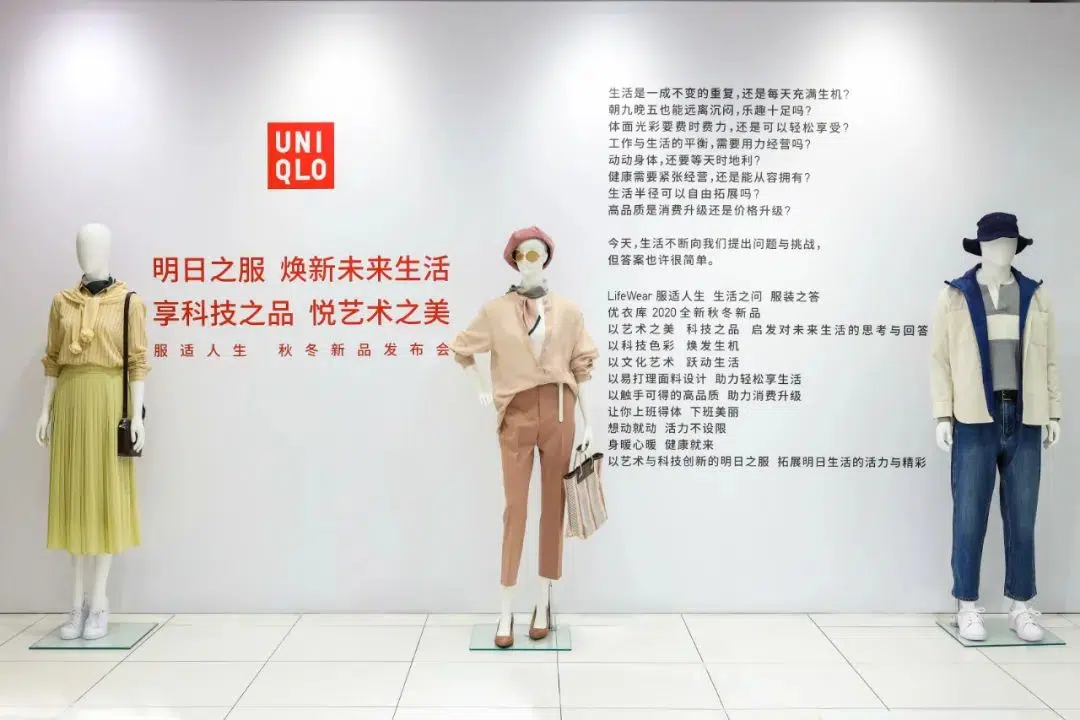 UNI
QLO
明日之服 焕新未来生活
享科技之品 悦艺术之美
服适人生 秋冬新品发布会
生活是一成不变的重复,还是每天充满生机?
朝九晚五也能远离沉闷,乐趣十足吗?
体面光彩要费时费力,还是可以轻松享受?
工作与生活的平衡,需要用力经营吗?
动动身体,还要等天时地利?
健康需要紧张经营,还是能从容拥有?
生活半径可以自由拓展吗?
高品质是消费升级还是价格升级?
今天,生活不断向我们提出问题与挑战,
但答案也许很简单。
LifeWear 服适人生 生活之问 服装之答
优衣库 2020 全新秋冬新品
以艺术之美 科技之品 启发对未来生活的思考与回答
以科技色彩 焕发生机
以文化艺术 跃动生活
以易打理面料设计 助力轻松享生活
以触手可得的高品质 助力消费升级
让你上班得体 下班美丽
想动就动 活力不设限
身暖心暖 健康就来
以艺术与科技创新的明日之服 拓展明日生活的活力与精彩